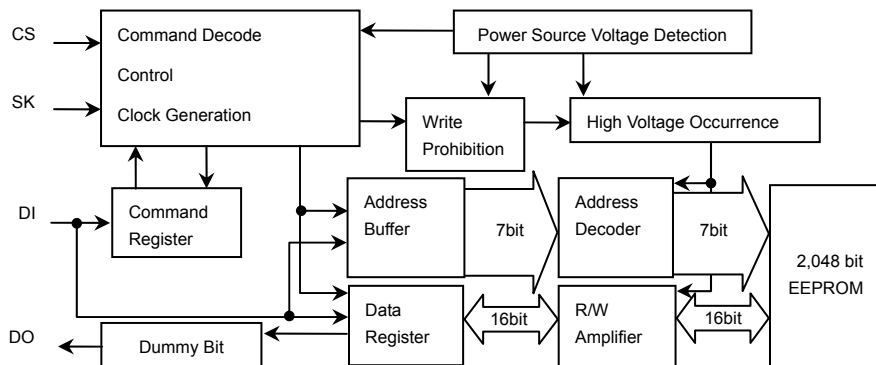 CS
Command Decode
Control
Clock Generation
Power Source Voltage Detection
SK
Write
Prohibition
High Voltage Occurrence
DI
Command
Register
Address
Buffer
7bit
Address
Decoder
7bit
2,048 bit
EEPROM
Data
Register
16bit
R/W
Amplifier
16bit
DO
Dummy Bit